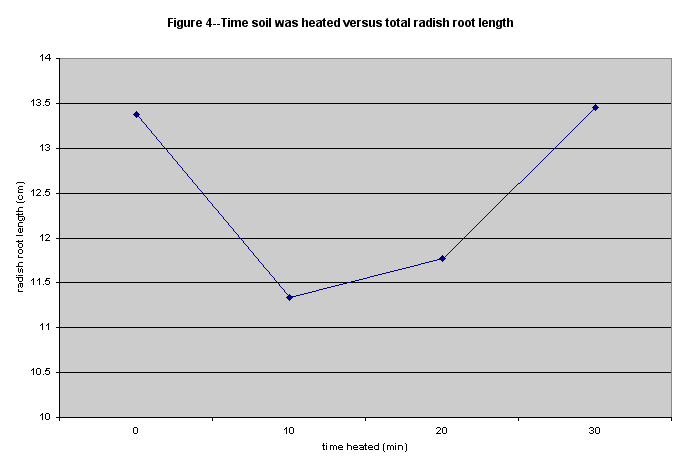 Figure 4--Time soil was heated versus total radish root length
14
13.5
13
12.5
12
11.5
11
10.5
10
radish root length (cm)
0 10 20 30
time heated (min)